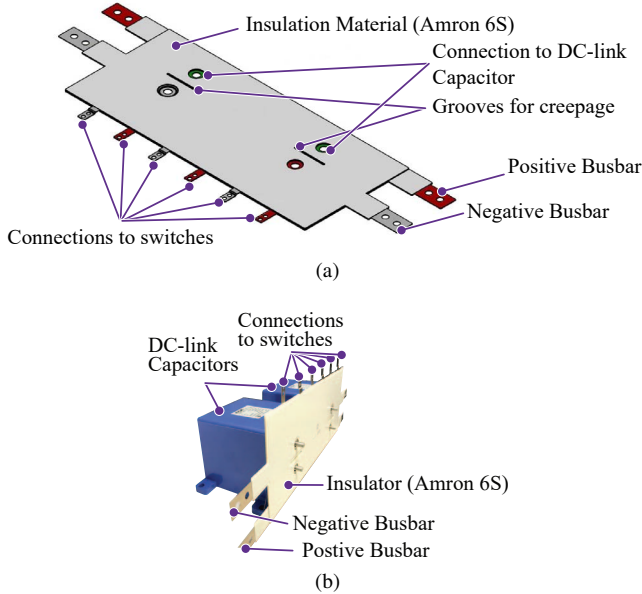 Insulation Material (Amron 6S)
Connection to DC-link
Capacitor
Grooves for creepage
Positive Busbar
Negative Busbar
Connections to switches
(a)
Connections
to switches
DC-link
Capacitors
Insulator (Amron 6S)
Negative Busbar
Postive Busbar
(b)